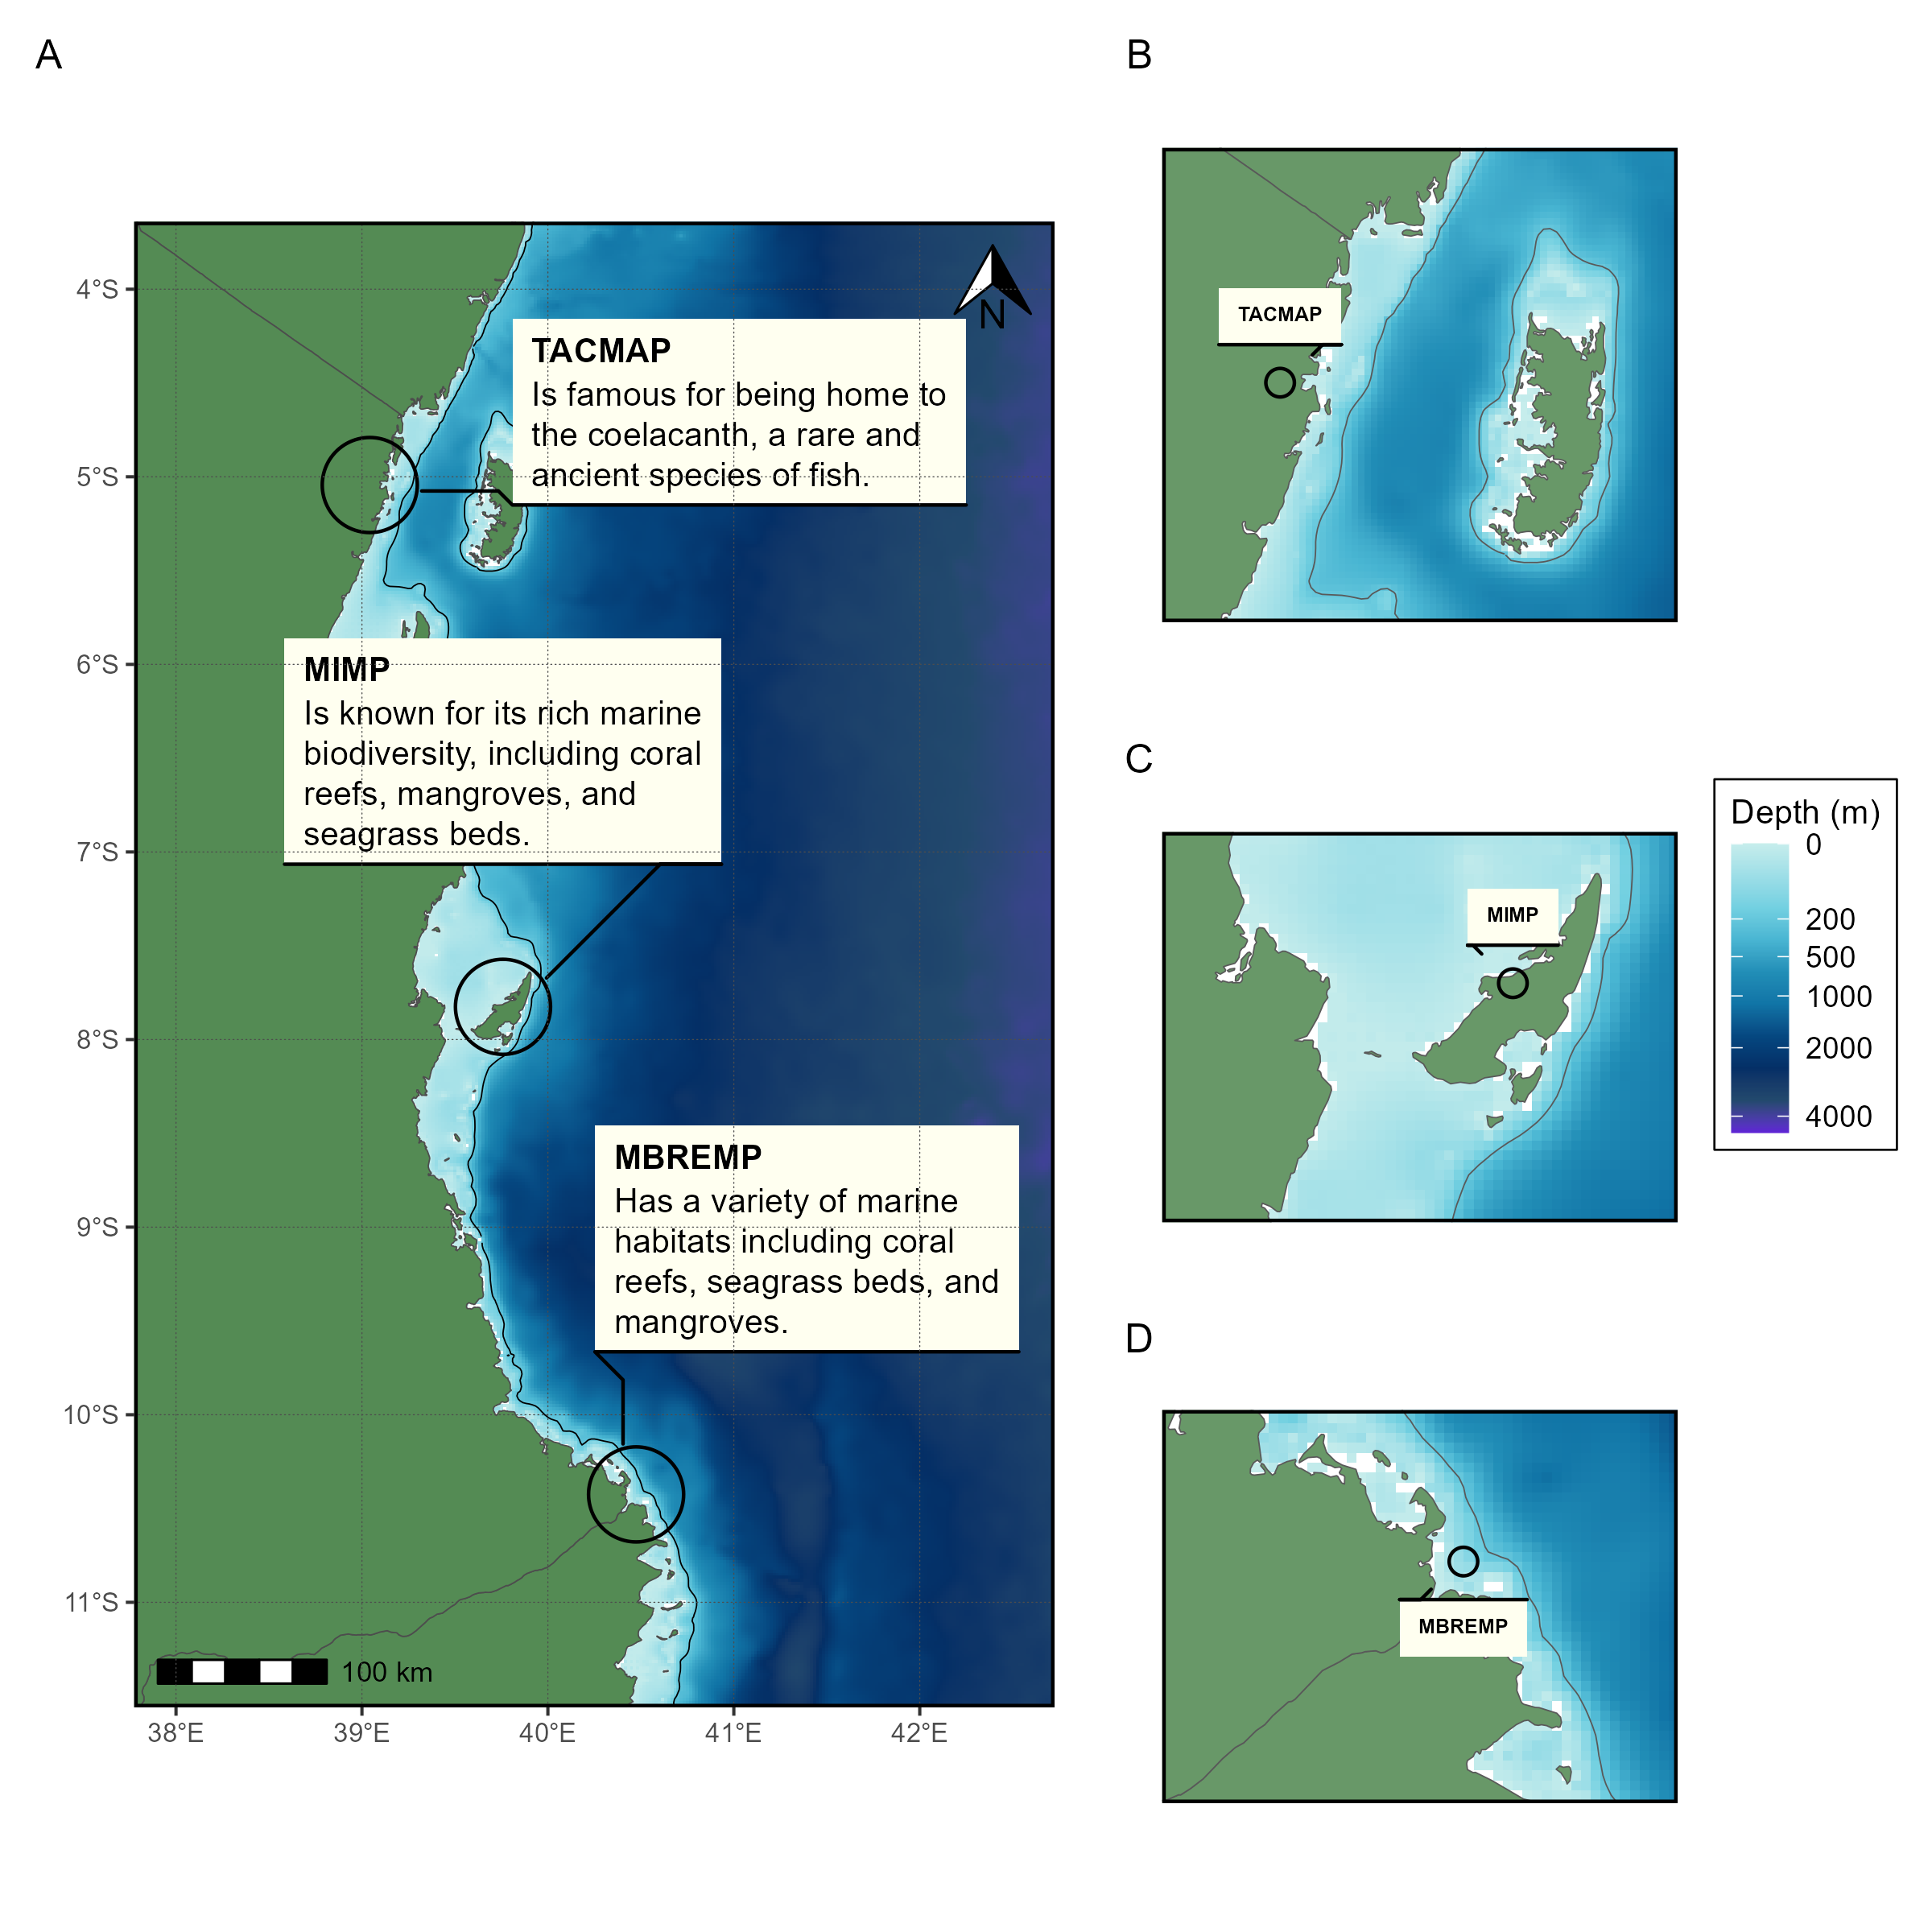 A
4°S
5°S
6°S
7°S
8°S
9°S
10°S
11°S
38°E
39°E
40°E
41°E
42°E
N
TACMAP
Is famous for being home to
the coelacanth, a rare and
ancient species of fish.
MIMP
Is known for its rich marine
biodiversity, including coral
reefs, mangroves, and
seagrass beds.
MBREMP
Has a variety of marine
habitats including coral
reefs, seagrass beds, and
mangroves.
100 km
B
TACMAP
C
MIMP
D
MBREMP
Depth (m)
0
200
500
1000
2000
4000